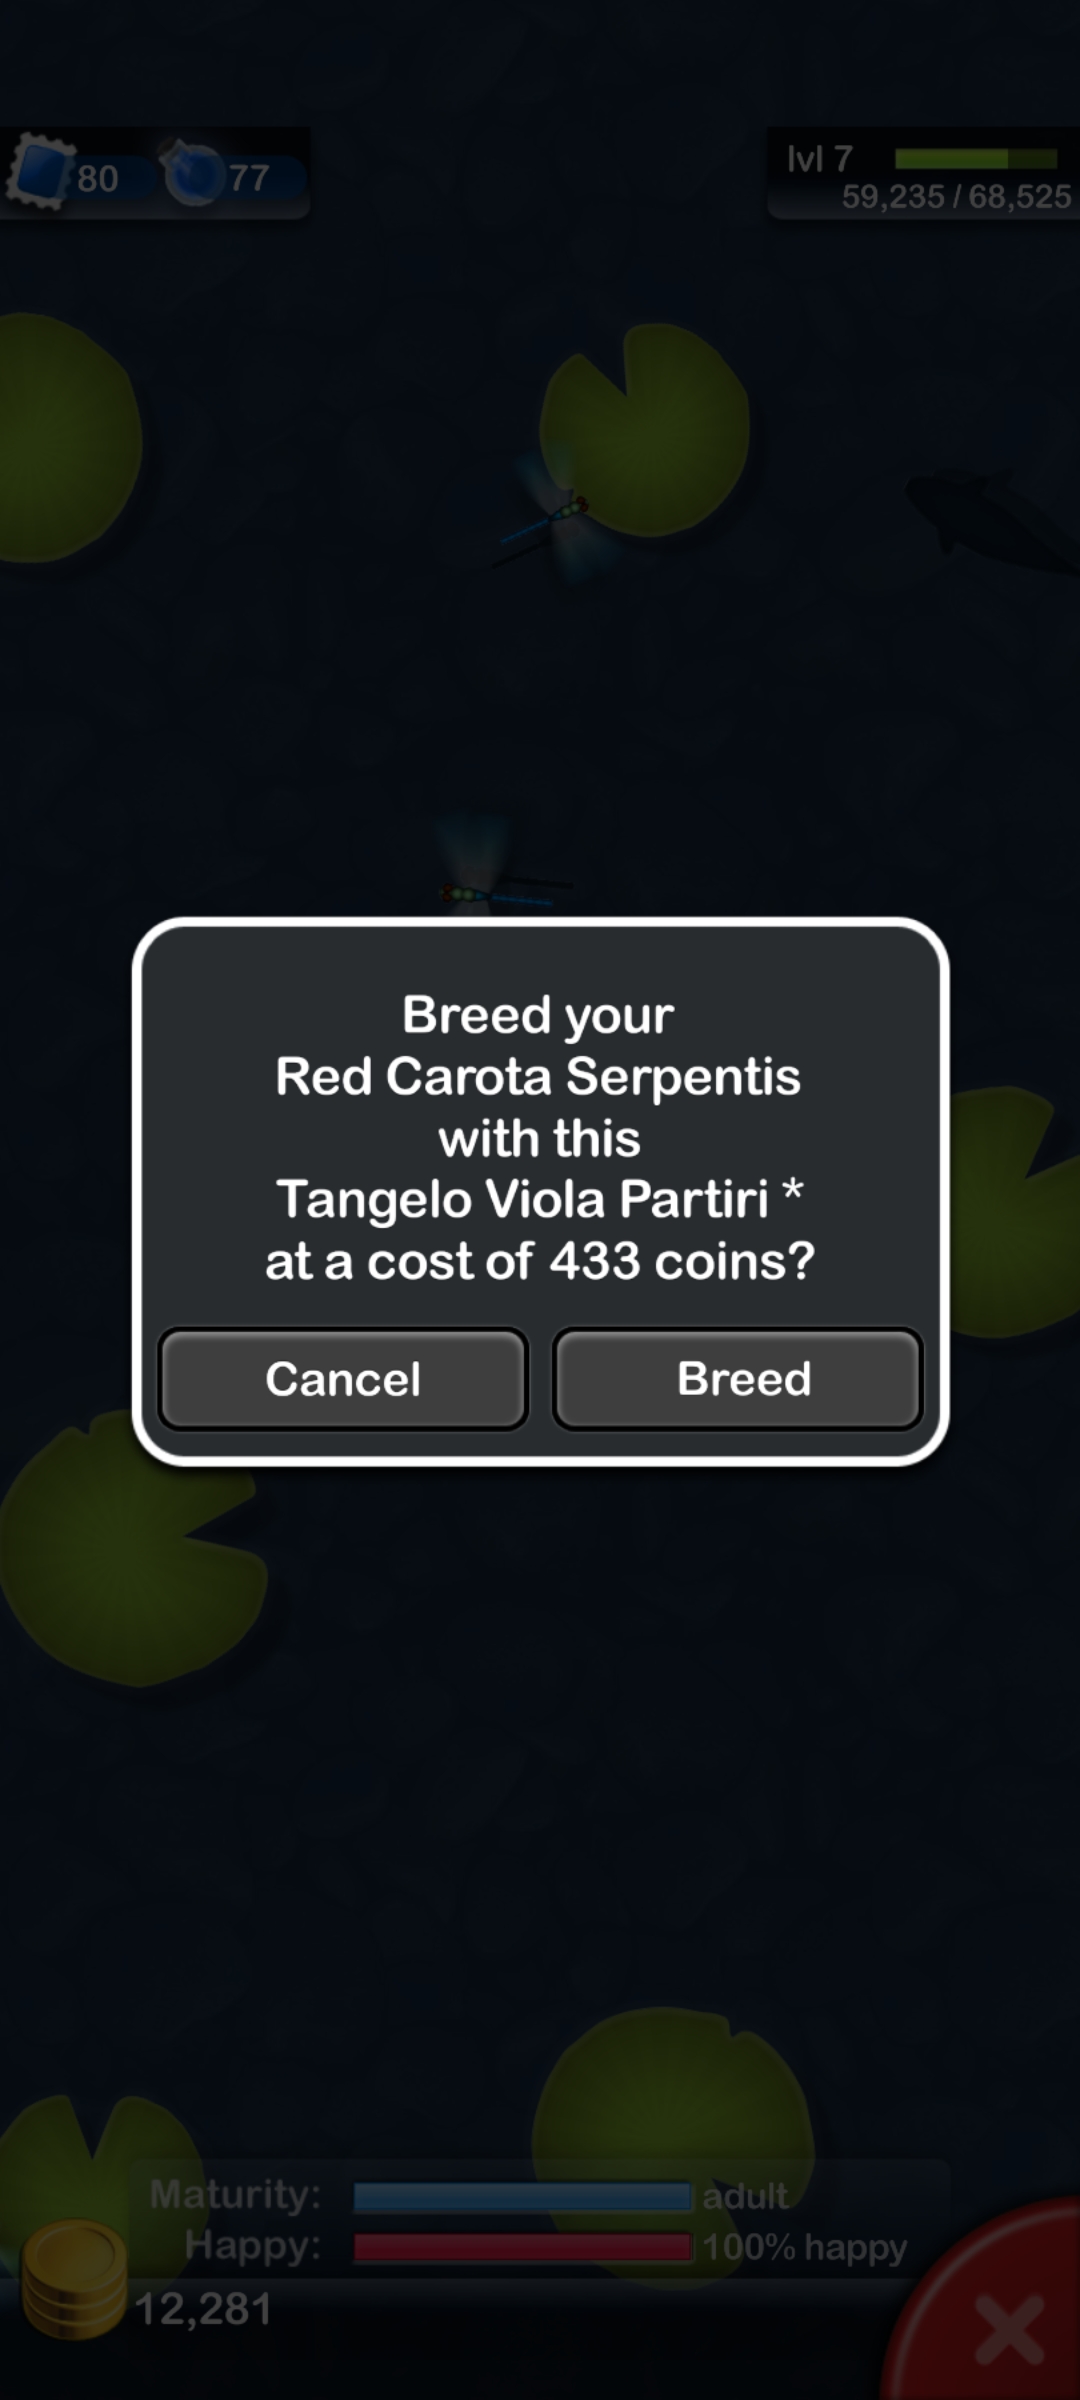 80
77
lvl 7
59,235 / 68,525
Breed your
Red Carota Serpentis
with this
Tangelo Viola Partiri *
at a cost of 433 coins?
Cancel
Breed
Maturity:
adult
Happy:
100% happy
12,281